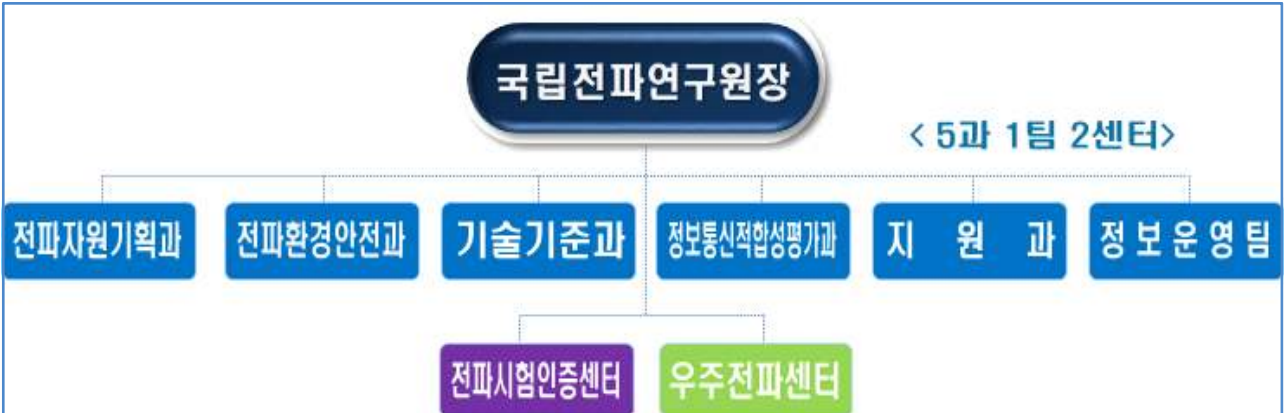 국립전파연구원장
< 5과 1팀 2센터>
전파자원기획과
전파환경안전과
기술기준과
정보통신적합성평가과
지 원 과
정보운영팀
전파시험인증센터
우주전파센터